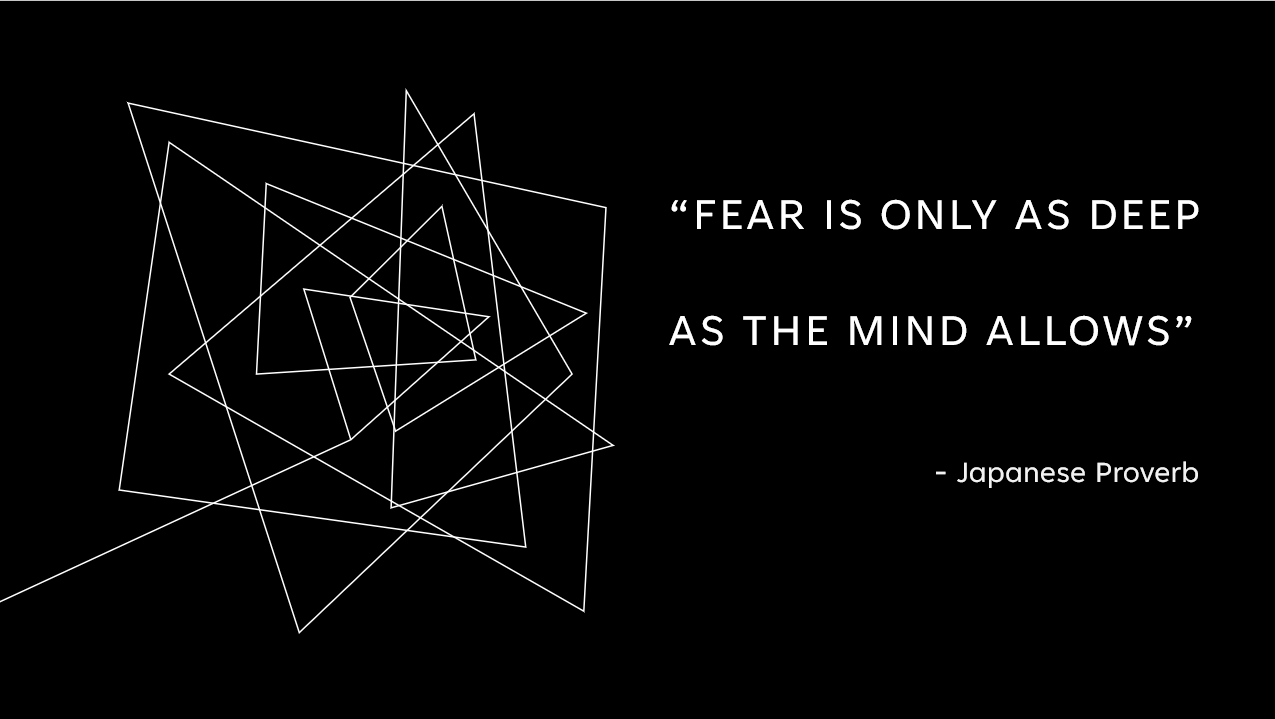 “FEAR IS ONLY AS DEEP
AS THE MIND ALLOWS”
- Japanese Proverb